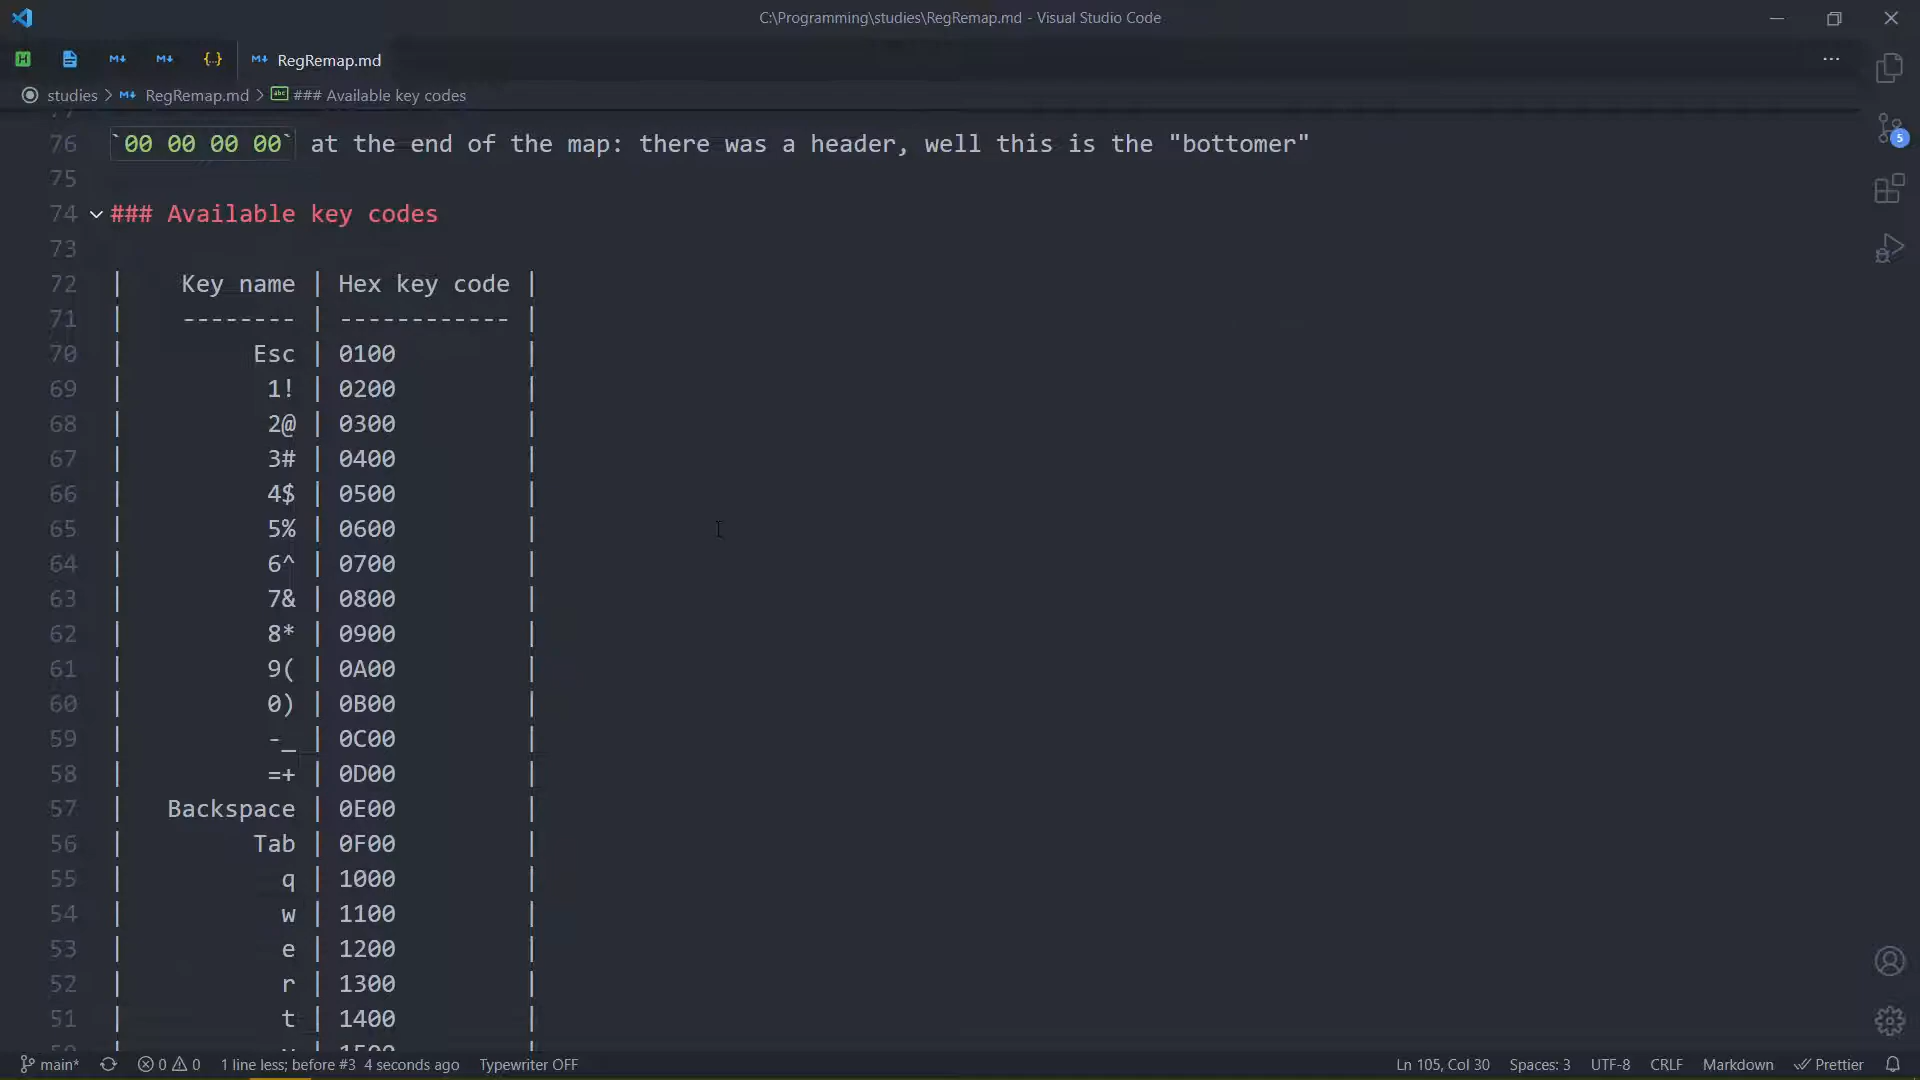 C:\Programming\studies\RegRemap.md - Visual Studio Code
RegRemap.md
studies > RegRemap.md > ### Available key codes
76 `00 00 00 00` at the end of the map: there was a header, well this is the "bottomer"
75
74 ### Available key codes
73
72 | Key name | Hex key code |
71 | -------- | ------------ |
70 | Esc | 0100 |
69 | 1! | 0200 |
68 | 2@ | 0300 |
67 | 3# | 0400 |
66 | 4$ | 0500 |
65 | 5% | 0600 |
64 | 6^ | 0700 |
63 | 7& | 0800 |
62 | 8* | 0900 |
61 | 9( | 0A00 |
60 | 0) | 0B00 |
59 | -_ | 0C00 |
58 | =+ | 0D00 |
57 | Backspace | 0E00 |
56 | Tab | 0F00 |
55 | q | 1000 |
54 | w | 1100 |
53 | e | 1200 |
52 | r | 1300 |
51 | t | 1400 |
5
main* 0 0 1 line less; before #3 4 seconds ago Typewriter OFF Ln 105, Col 30 Spaces: 3 UTF-8 CRLF Markdown Prettier